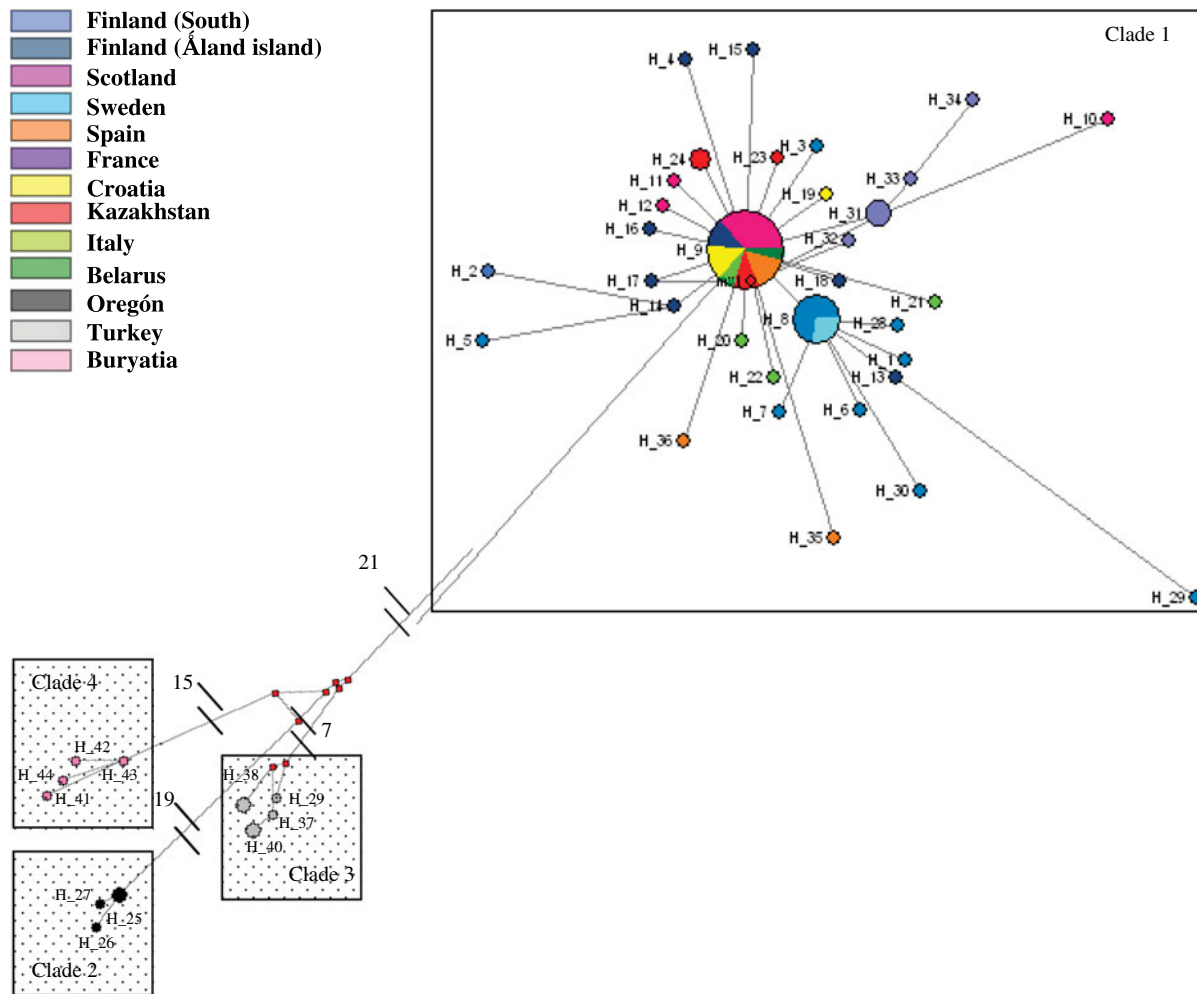 Finland (South)
Finland (Åland island)
Scotland
Sweden
Spain
France
Croatia
Kazakhstan
Italy
Belarus
Oregón
Turkey
Buryatia
Clade 1
H_15
H_4
H_34
H_10
H_3
H_23
H_24
H_11
H_33
H_19
H_12
H_31
H_16
H_32
H_9
H_2
H_17
H_18
H_14
H_21
H_8
H_28
H_5
H_20
H_1
H_22
H_13
H_7
H_6
H_36
H_30
H_35
H_29
21
Clade 4
15
7
H_42
H_44
H_43
H_41
H_38
H_29
H_37
H_40
Clade 3
19
H_27
H_25
H_26
Clade 2